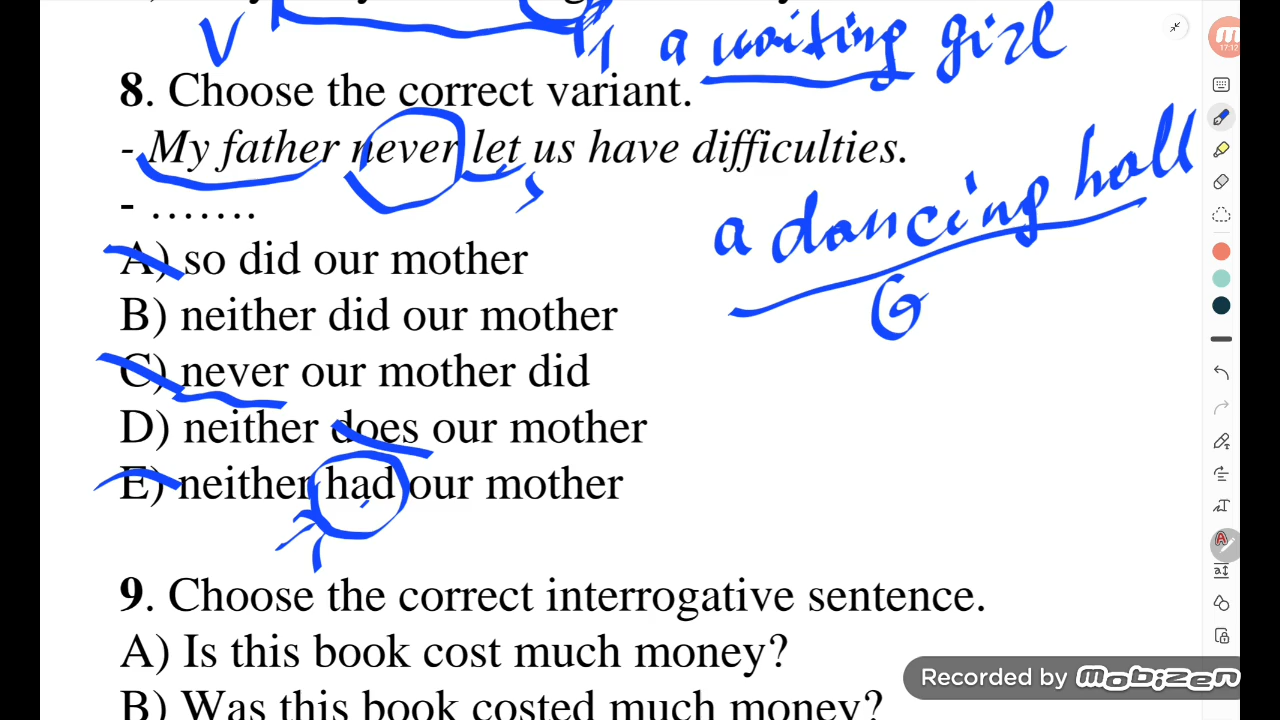 V a waiting girl
8. Choose the correct variant.
- My father never let us have difficulties.
- …….
a dancing hall
G
A) so did our mother
B) neither did our mother
C) never our mother did
D) neither does our mother
E) neither had our mother
9. Choose the correct interrogative sentence.
A) Is this book cost much money?
B) Was this book costed much money?
Recorded by mobizen
17:12